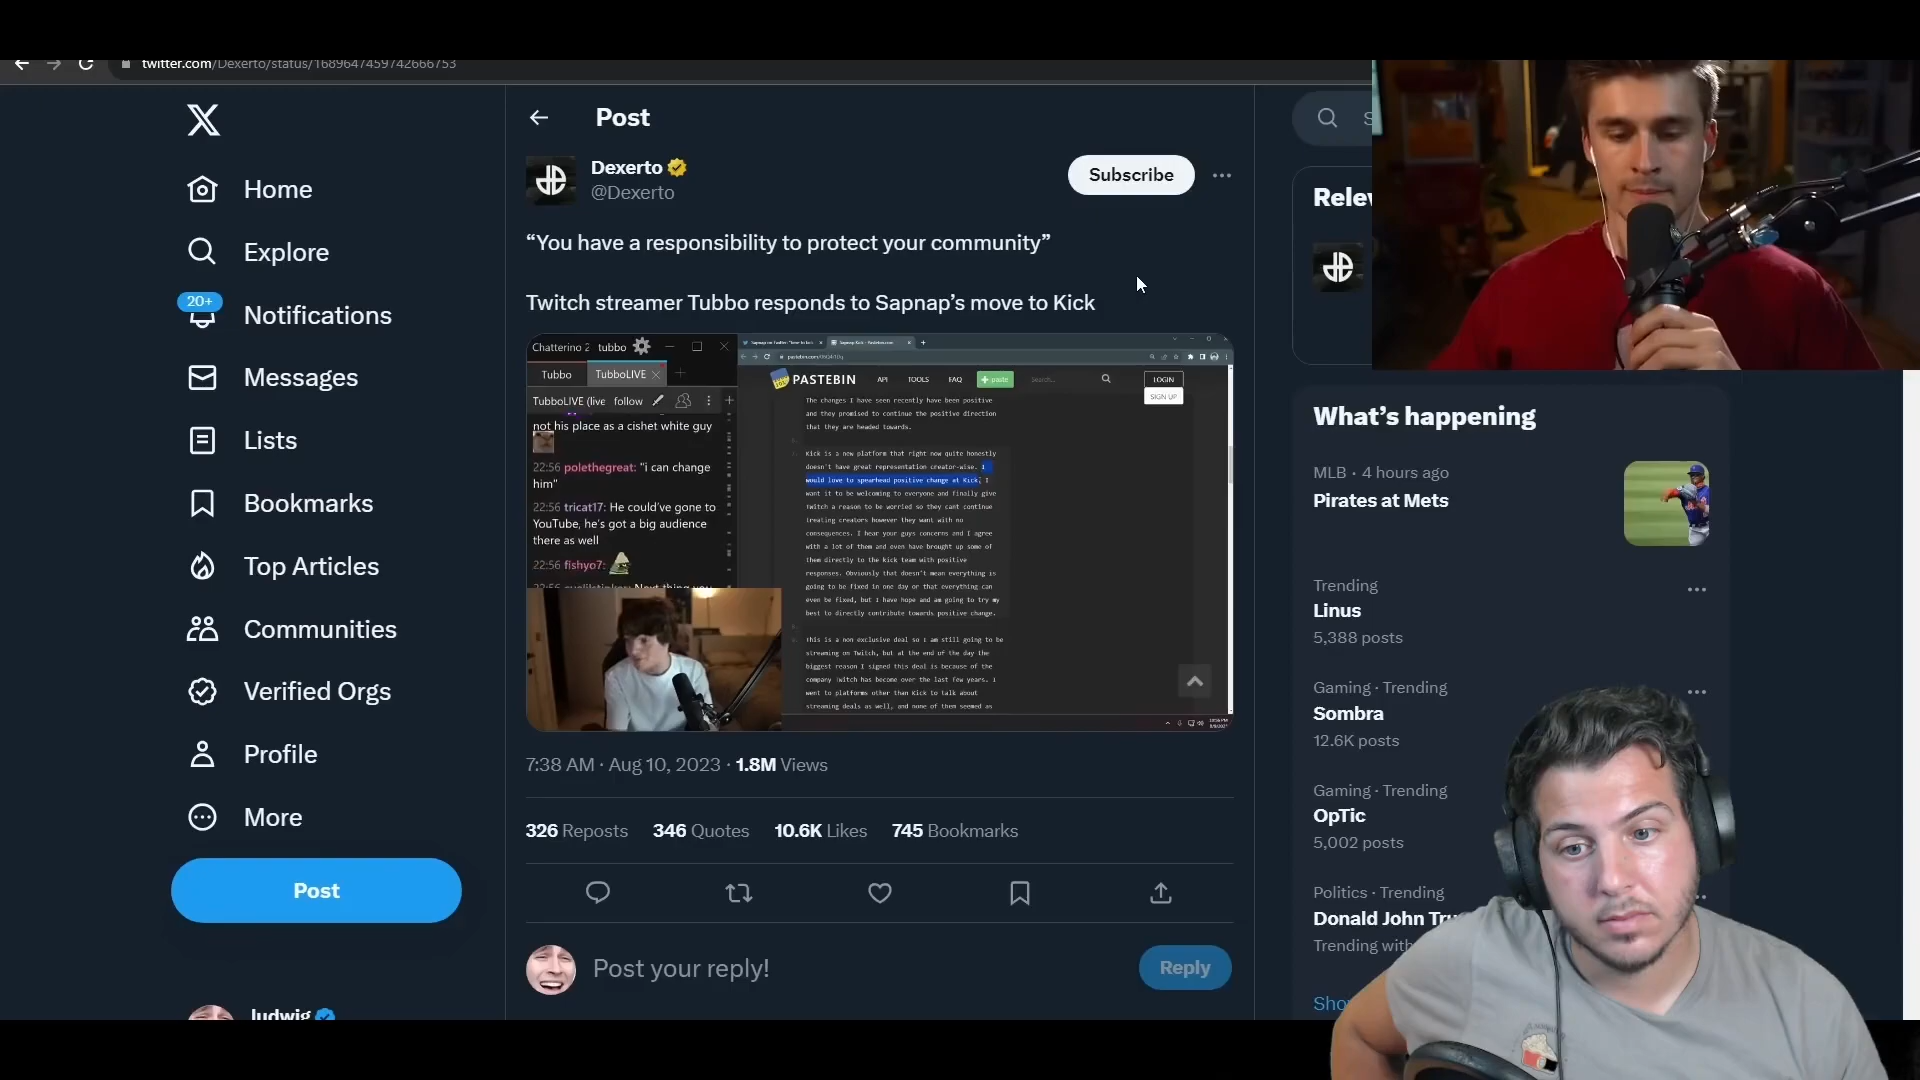 twitter.com/Dexerto/status/1689647459742666753
Home
Explore
20+
Notifications
Messages
Lists
Bookmarks
Top Articles
Communities
Verified Orgs
Profile
More
Post
ludwig
Post
Dexerto
@Dexerto
Subscribe
“You have a responsibility to protect your community”
Twitch streamer Tubbo responds to Sapnap’s move to Kick
Chatterino 2
tubbo
Tubbo
TubboLIVE
TubboLIVE (live
follow
not his place as a cishet white guy
22:56 polethegreat: "i can change
him"
22:56 tricat17: He could've gone to
YouTube, he's got a big audience
there as well
22:56 fishyo7:
PASTEBIN
API
TOOLS
FAQ
+ paste
Search...
LOGIN
SIGN UP
The changes I have seen recently have been positive
and they promised to continue the positive direction
that they are headed towards.
Kick is a new platform that right now quite honestly
doesn't have great representation creator-wise. I
would love to spearhead positive change at Kick. I
want it to be welcoming to everyone and finally give
Twitch a reason to be worried so they cant continue
treating creators however they want with no
consequences. I hear your guys concerns and I agree
with a lot of them and even have brought up some of
them directly to the Kick team with positive
responses. Obviously that doesn't mean everything is
going to be fixed in one day or that everything can
even be fixed, but I have hope and am going to try my
best to directly contribute towards positive change.
This is a non exclusive deal so I am still going to be
streaming on Twitch, but at the end of the day the
biggest reason I signed this deal is because of the
company Twitch has become over the last few years. I
went to platforms other than Kick to talk about
streaming deals as well, and none of them seemed as
7:38 AM · Aug 10, 2023 · 1.8M Views
326 Reposts 346 Quotes 10.6K Likes 745 Bookmarks
Post your reply!
Reply
What’s happening
MLB · 4 hours ago
Pirates at Mets
Trending
Linus
5,388 posts
Gaming · Trending
Sombra
12.6K posts
Gaming · Trending
OpTic
5,002 posts
Politics · Trending
Donald John
Trending